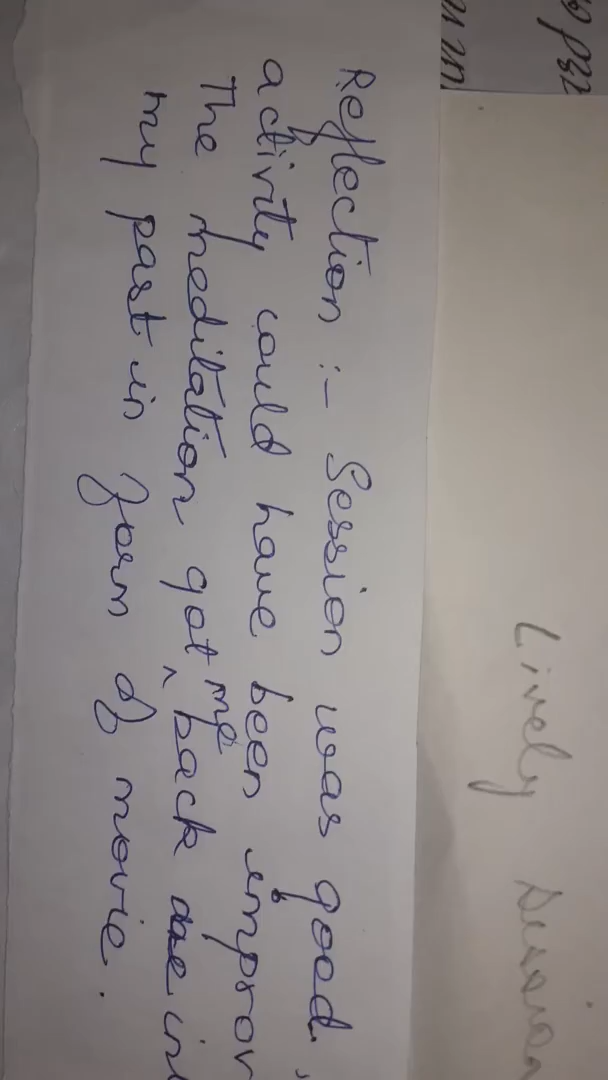 Lively Session
Reflection :- Session was good,
activity could have been improv
The meditation got me back in
my past in form of movie.